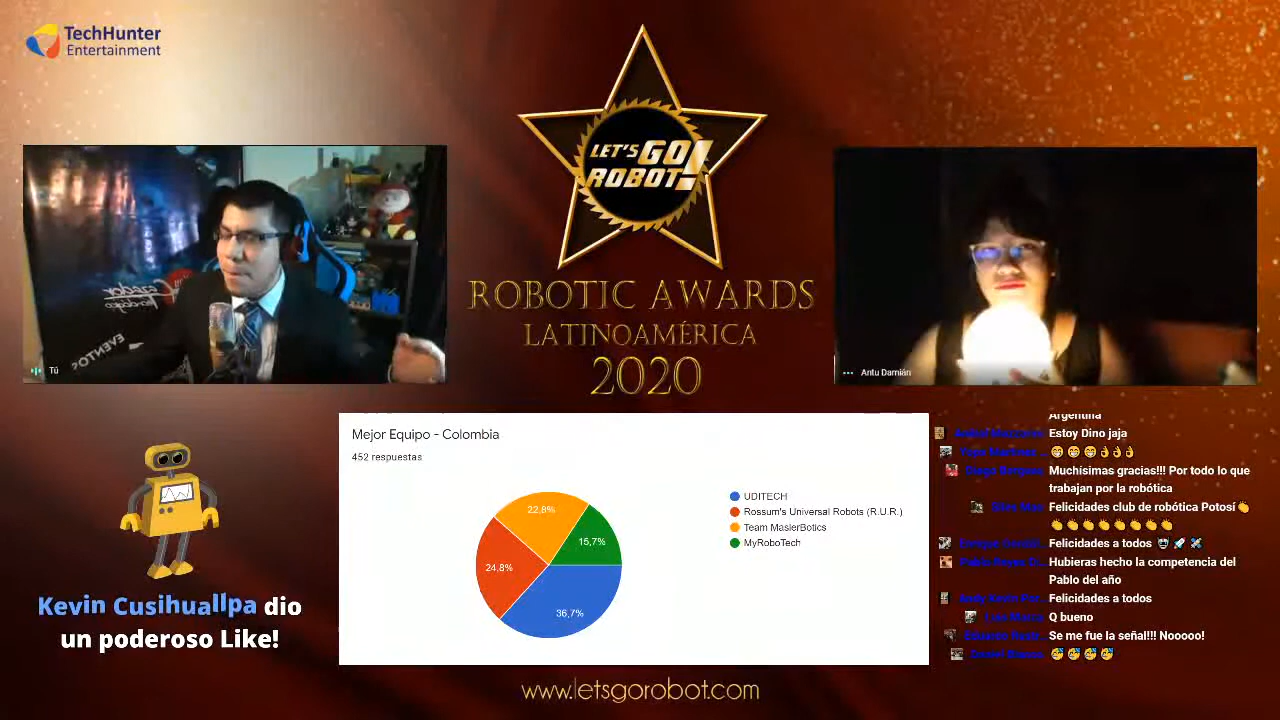 TechHunter
Entertainment
LET'S GO
ROBOT!
ROBOTIC AWARDS
LATINOAMÉRICA
2020
EVENTOS
Tú
Antu Damián
Mejor Equipo - Colombia
452 respuestas
22,8%
15,7%
24,8%
36,7%
UDITECH
Rossum's Universal Robots (R.U.R.)
Team MasterBotics
MyRoboTech
Kevin Cusihuallpa dio
un poderoso Like!
Argentina
Estoy Dino jaja
😁😁😁👌👌👌
Muchísimas gracias!!! Por todo lo que
trabajan por la robótica
Felicidades club de robótica Potosí👏
👏👏👏👏👏👏👏👏
Felicidades a todos
Hubieras hecho la competencia del
Pablo del año
Felicidades a todos
Q bueno
Se me fue la señal!!! Nooooo!
🥳🥳🥳🥳
www.letsgorobot.com